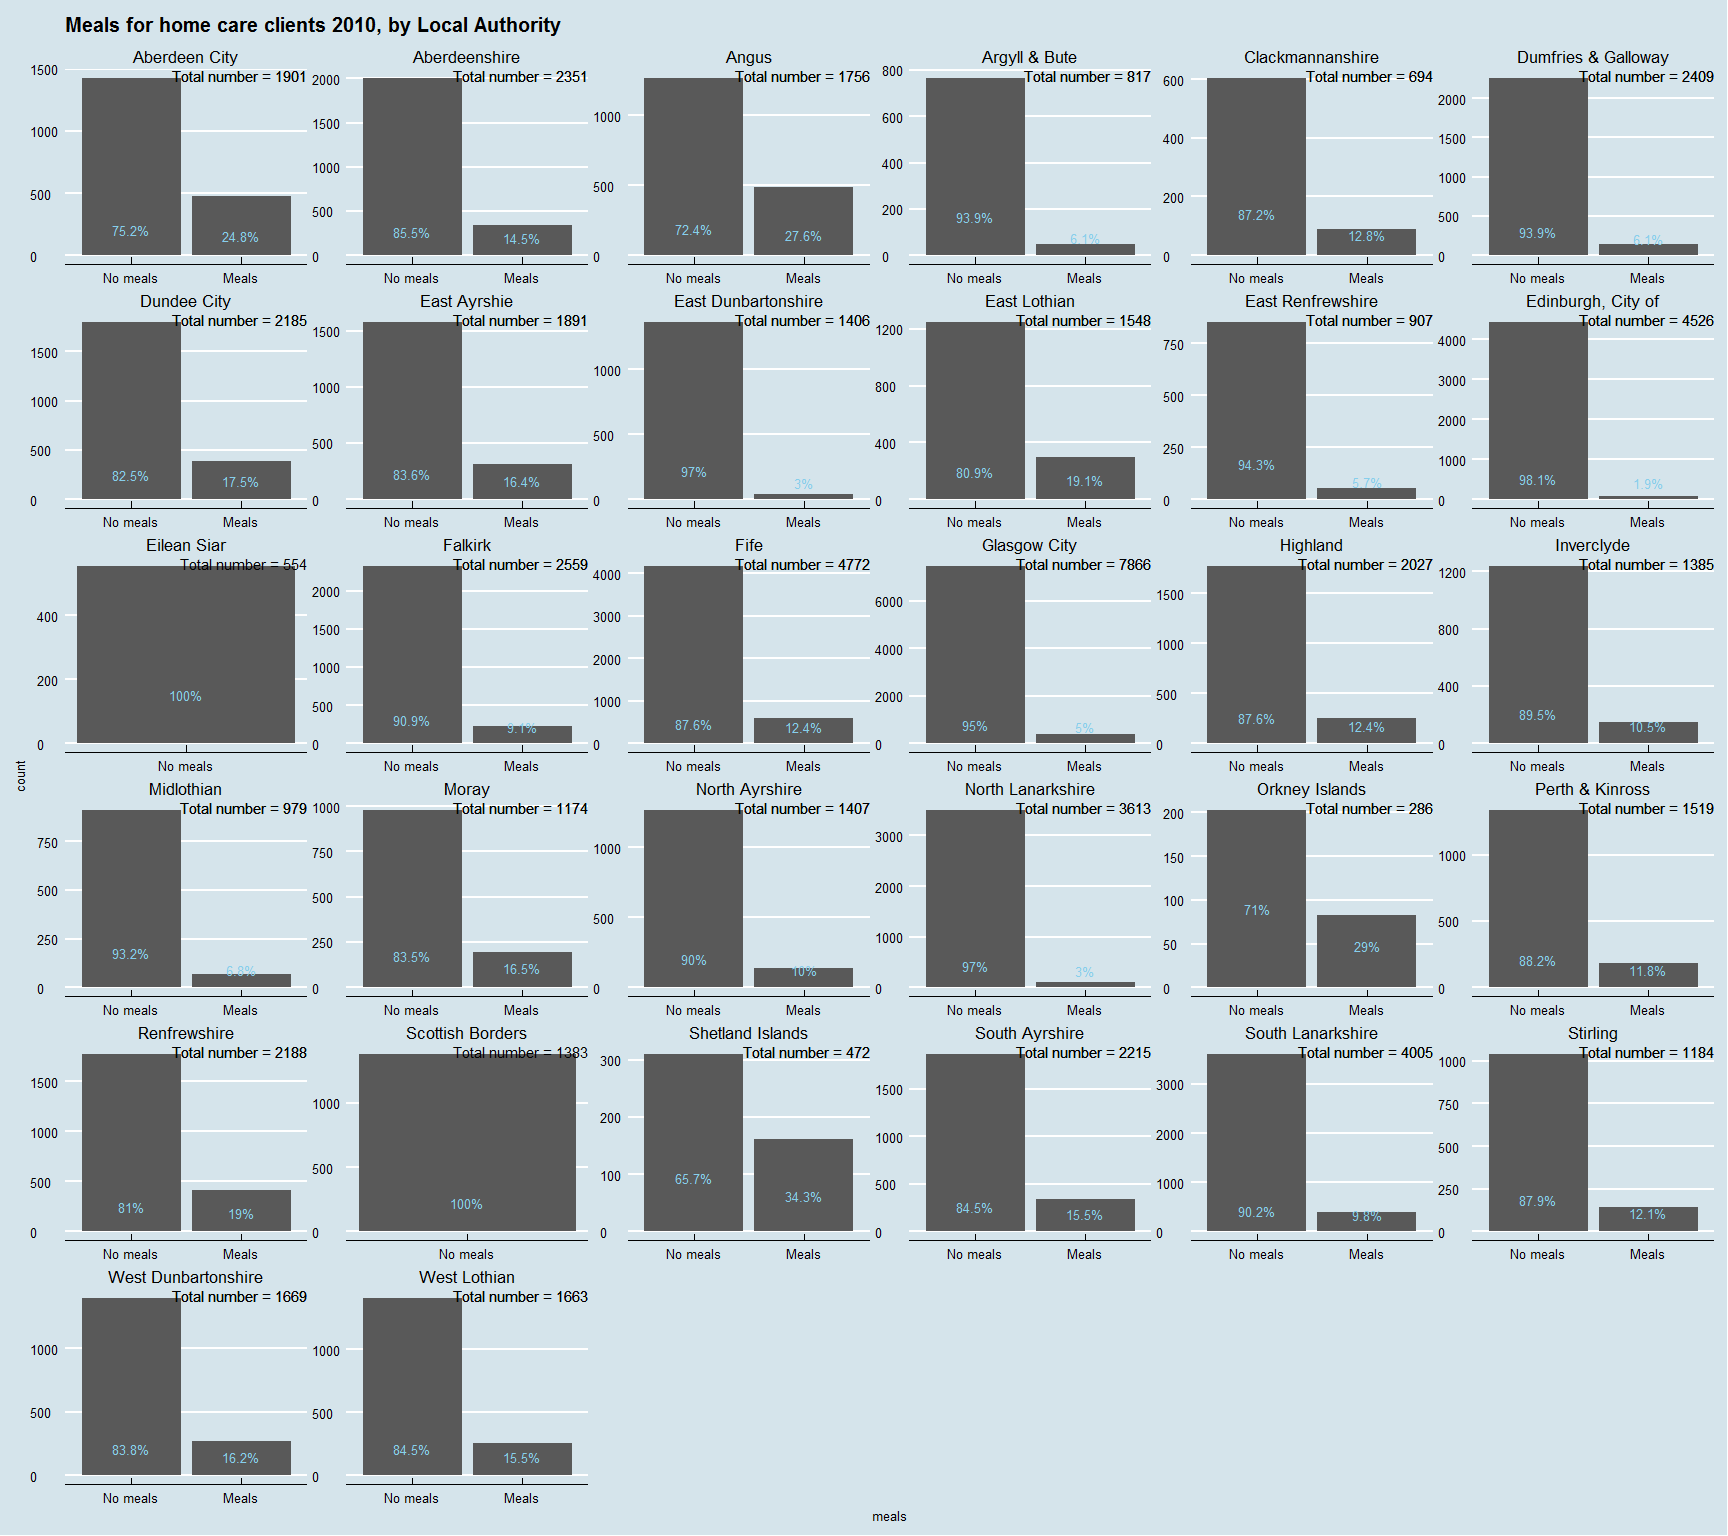 Meals for home care clients 2010, by Local Authority
Aberdeen City
Total number = 1901
1500
1000
500
0
75.2%
24.8%
No meals
Meals
Aberdeenshire
Total number = 2351
2000
1500
1000
500
0
85.5%
14.5%
No meals
Meals
Angus
Total number = 1756
1000
500
0
72.4%
27.6%
No meals
Meals
Argyll & Bute
Total number = 817
800
600
400
200
0
93.9%
6.1%
No meals
Meals
Clackmannanshire
Total number = 694
600
400
200
0
87.2%
12.8%
No meals
Meals
Dumfries & Galloway
Total number = 2409
2000
1500
1000
500
0
93.9%
6.1%
No meals
Meals
Dundee City
Total number = 2185
1500
1000
500
0
82.5%
17.5%
No meals
Meals
East Ayrshie
Total number = 1891
1500
1000
500
0
83.6%
16.4%
No meals
Meals
East Dunbartonshire
Total number = 1406
1000
500
0
97%
3%
No meals
Meals
East Lothian
Total number = 1548
1200
800
400
0
80.9%
19.1%
No meals
Meals
East Renfrewshire
Total number = 907
750
500
250
0
94.3%
5.7%
No meals
Meals
Edinburgh, City of
Total number = 4526
4000
3000
2000
1000
0
98.1%
1.9%
No meals
Meals
Eilean Siar
Total number = 554
400
200
0
100%
No meals
Falkirk
Total number = 2559
2000
1500
1000
500
0
90.9%
9.1%
No meals
Meals
Fife
Total number = 4772
4000
3000
2000
1000
0
87.6%
12.4%
No meals
Meals
Glasgow City
Total number = 7866
6000
4000
2000
0
95%
5%
No meals
Meals
Highland
Total number = 2027
1500
1000
500
0
87.6%
12.4%
No meals
Meals
Inverclyde
Total number = 1385
1200
800
400
0
89.5%
10.5%
No meals
Meals
count
Midlothian
Total number = 979
750
500
250
0
93.2%
6.8%
No meals
Meals
Moray
Total number = 1174
1000
750
500
250
0
83.5%
16.5%
No meals
Meals
North Ayrshire
Total number = 1407
1000
500
0
90%
10%
No meals
Meals
North Lanarkshire
Total number = 3613
3000
2000
1000
0
97%
3%
No meals
Meals
Orkney Islands
Total number = 286
200
150
100
50
0
71%
29%
No meals
Meals
Perth & Kinross
Total number = 1519
1000
500
0
88.2%
11.8%
No meals
Meals
Renfrewshire
Total number = 2188
1500
1000
500
0
81%
19%
No meals
Meals
Scottish Borders
Total number = 1383
1000
500
0
100%
No meals
Shetland Islands
Total number = 472
300
200
100
0
65.7%
34.3%
No meals
Meals
South Ayrshire
Total number = 2215
1500
1000
500
0
84.5%
15.5%
No meals
Meals
South Lanarkshire
Total number = 4005
3000
2000
1000
0
90.2%
9.8%
No meals
Meals
Stirling
Total number = 1184
1000
750
500
250
0
87.9%
12.1%
No meals
Meals
West Dunbartonshire
Total number = 1669
1000
500
0
83.8%
16.2%
No meals
Meals
West Lothian
Total number = 1663
1000
500
0
84.5%
15.5%
No meals
Meals
meals